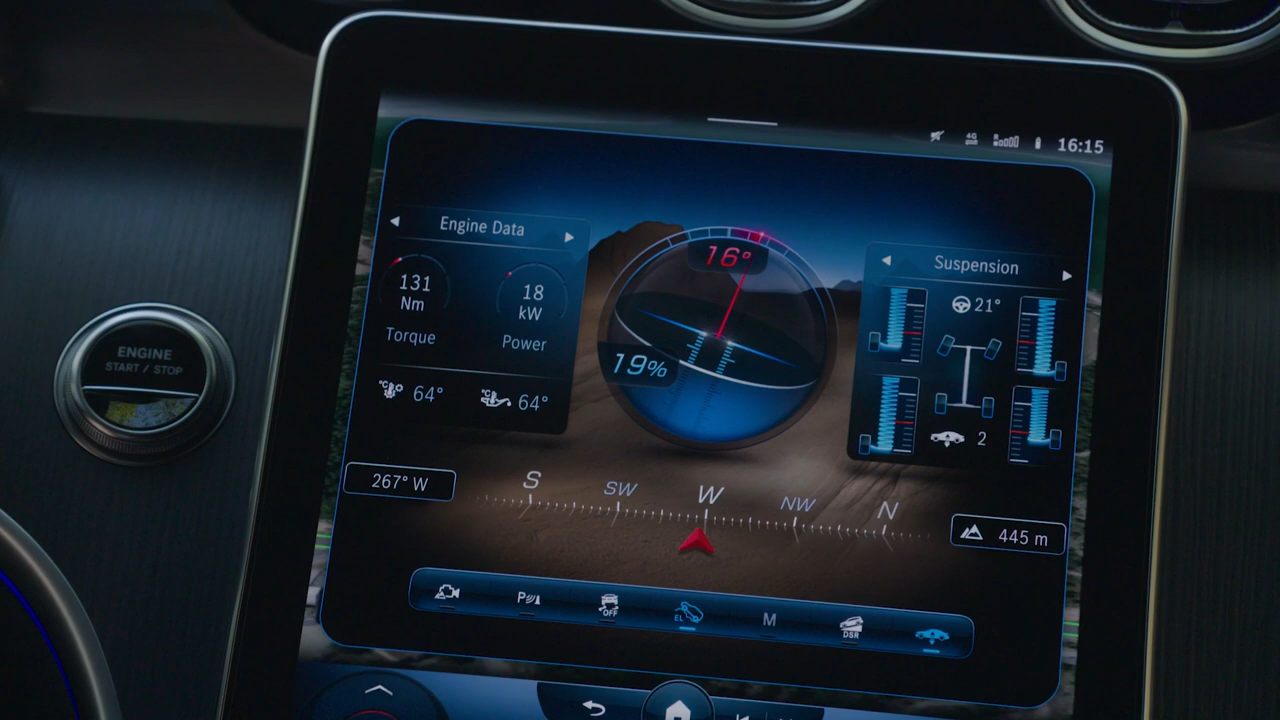 4G
16:15
Engine Data
131
Nm
18
kW
Torque
Power
°C
64°
°C
64°
16°
19%
Suspension
21°
2
ENGINE
START / STOP
267° W
S
SW
W
NW
N
445 m
P
OFF
EL
M
DSR